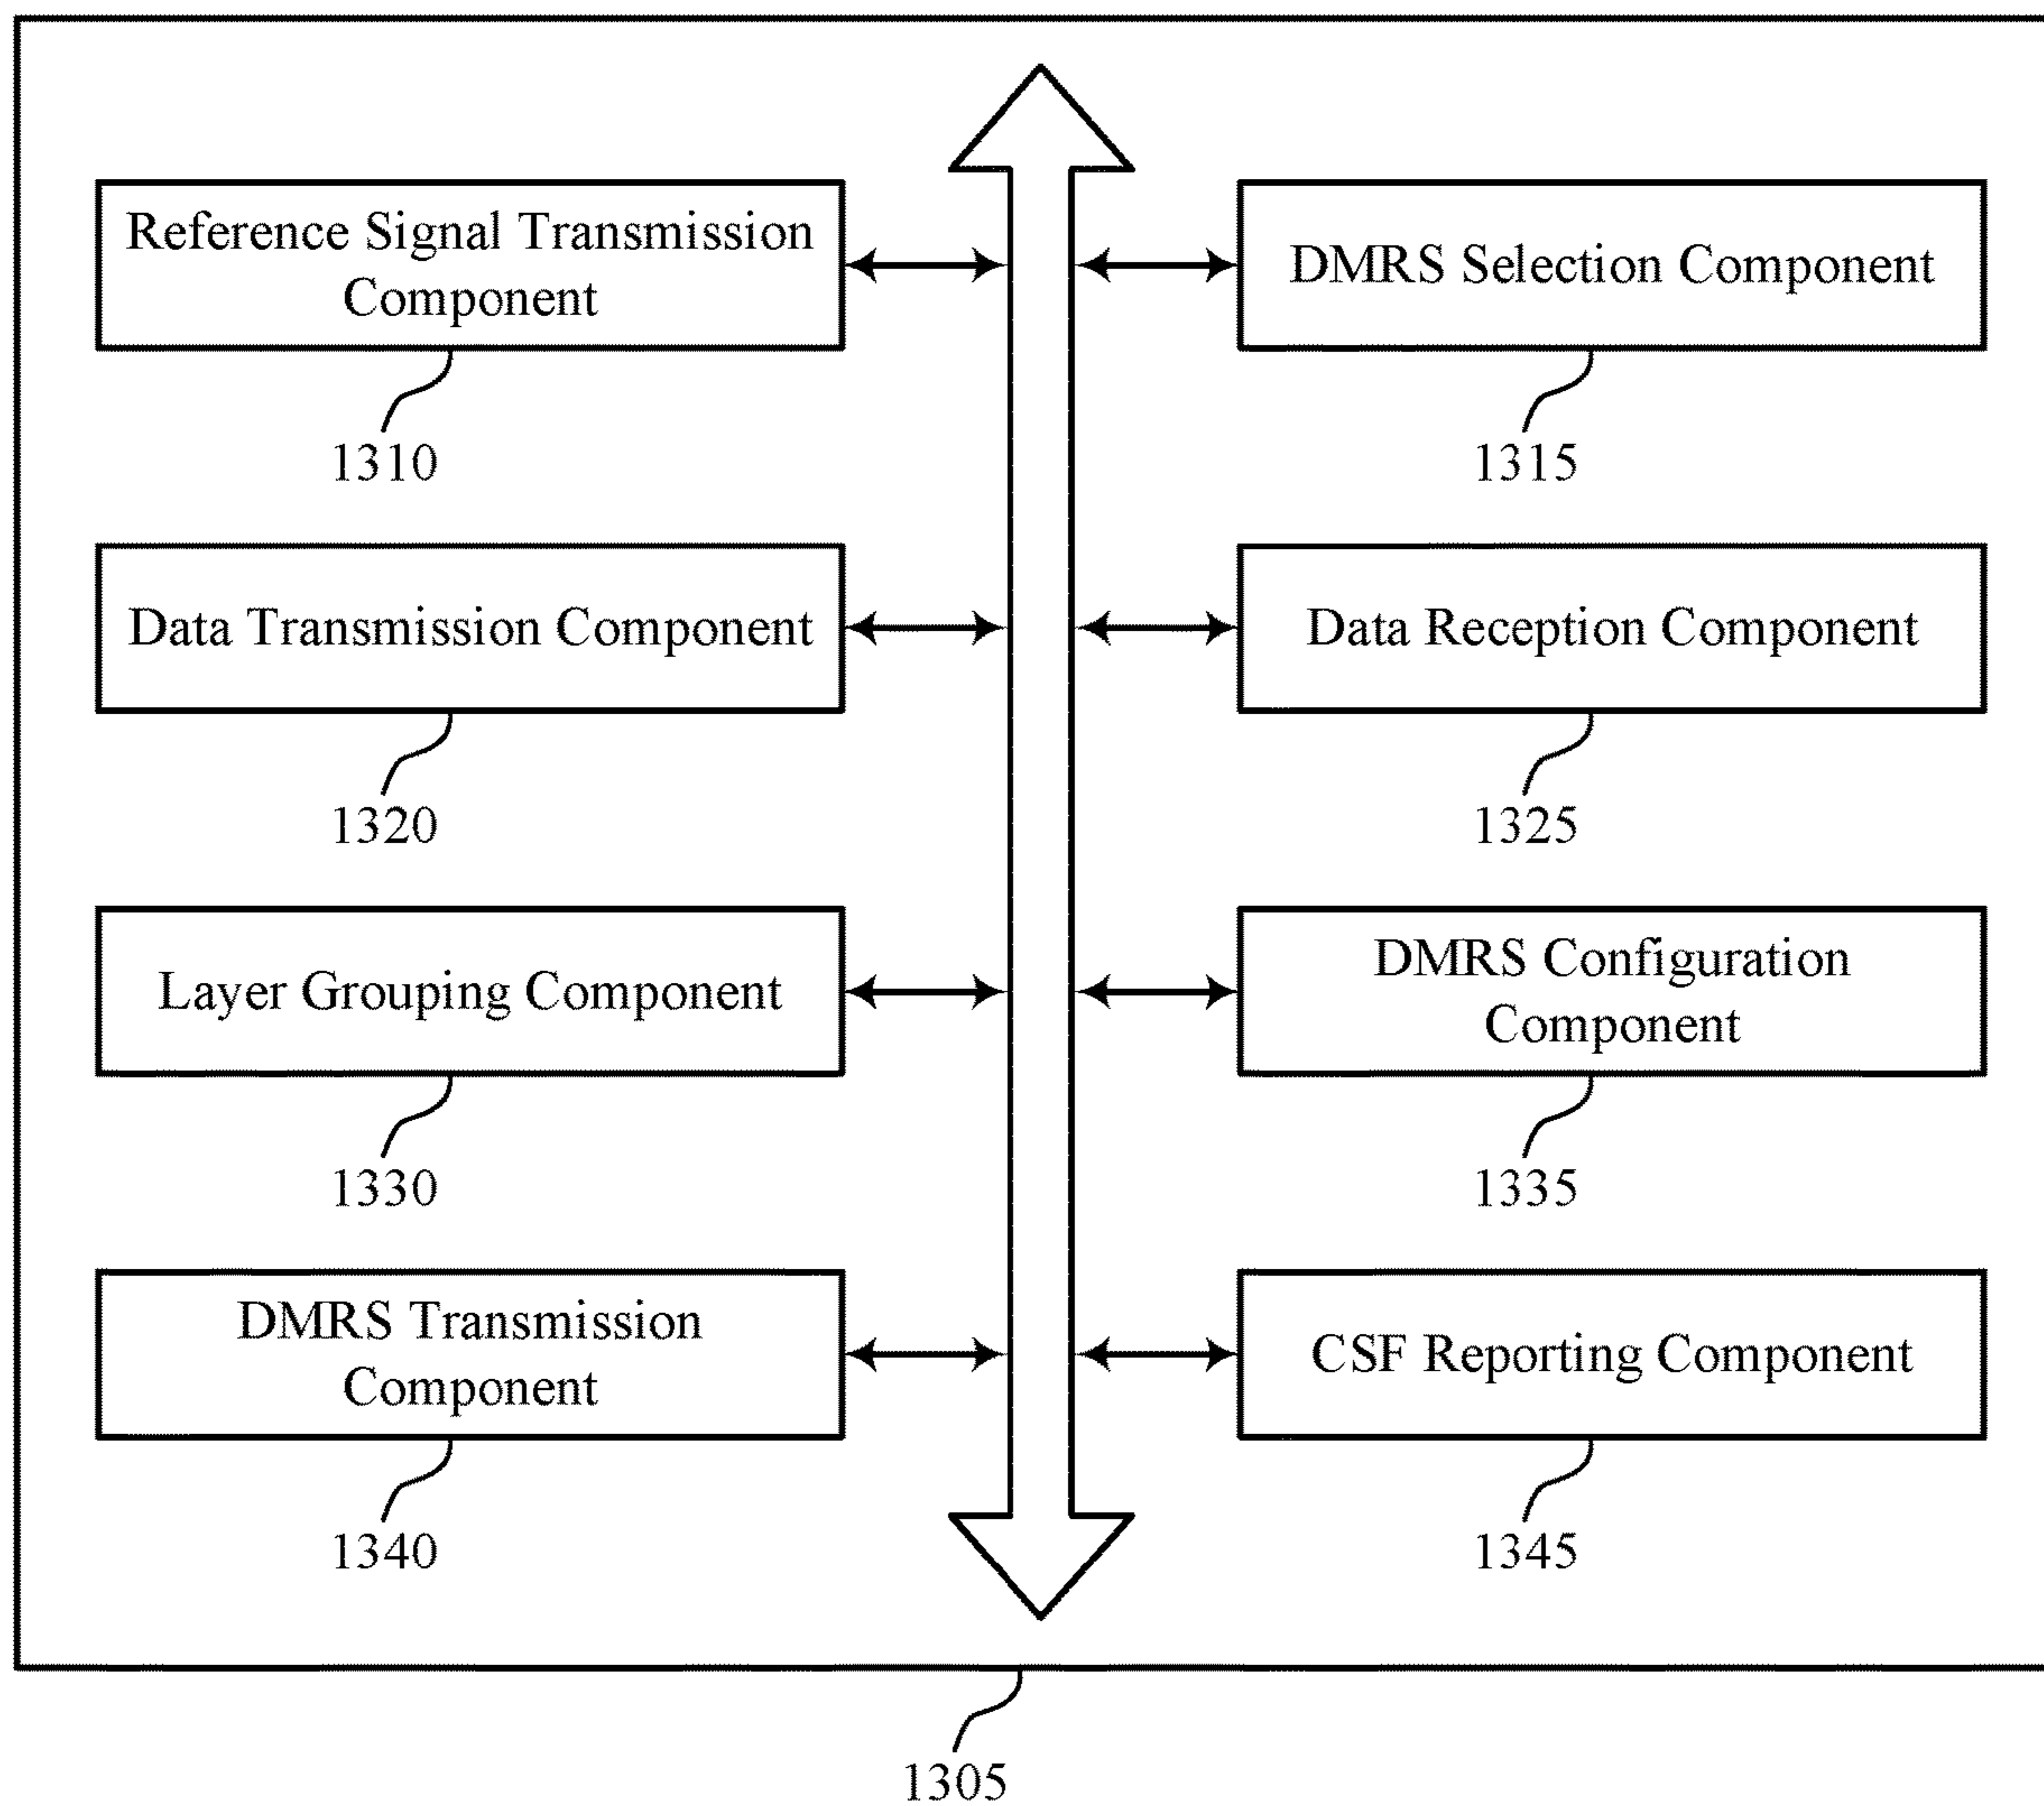 Reference Signal Transmission
Component
1310
DMRS Selection Component
1315
Data Transmission Component
1320
Data Reception Component
1325
Layer Grouping Component
1330
DMRS Configuration
Component
1335
DMRS Transmission
Component
1340
CSF Reporting Component
1345
1305